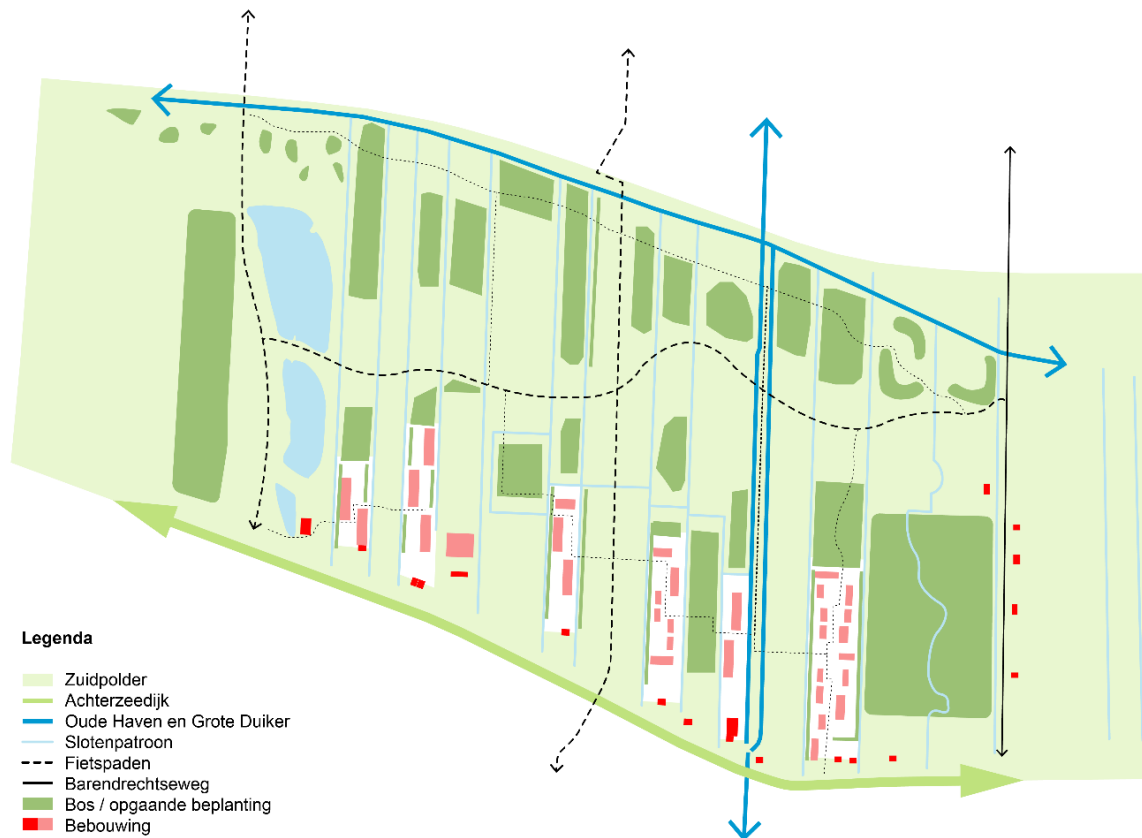 Legenda
Zuidpolder
Achterzeedijk
Oude Haven en Grote Duiker
Slotenpatroon
Fietspaden
Barendrechtseweg
Bos / opgaande beplanting
Bebouwing